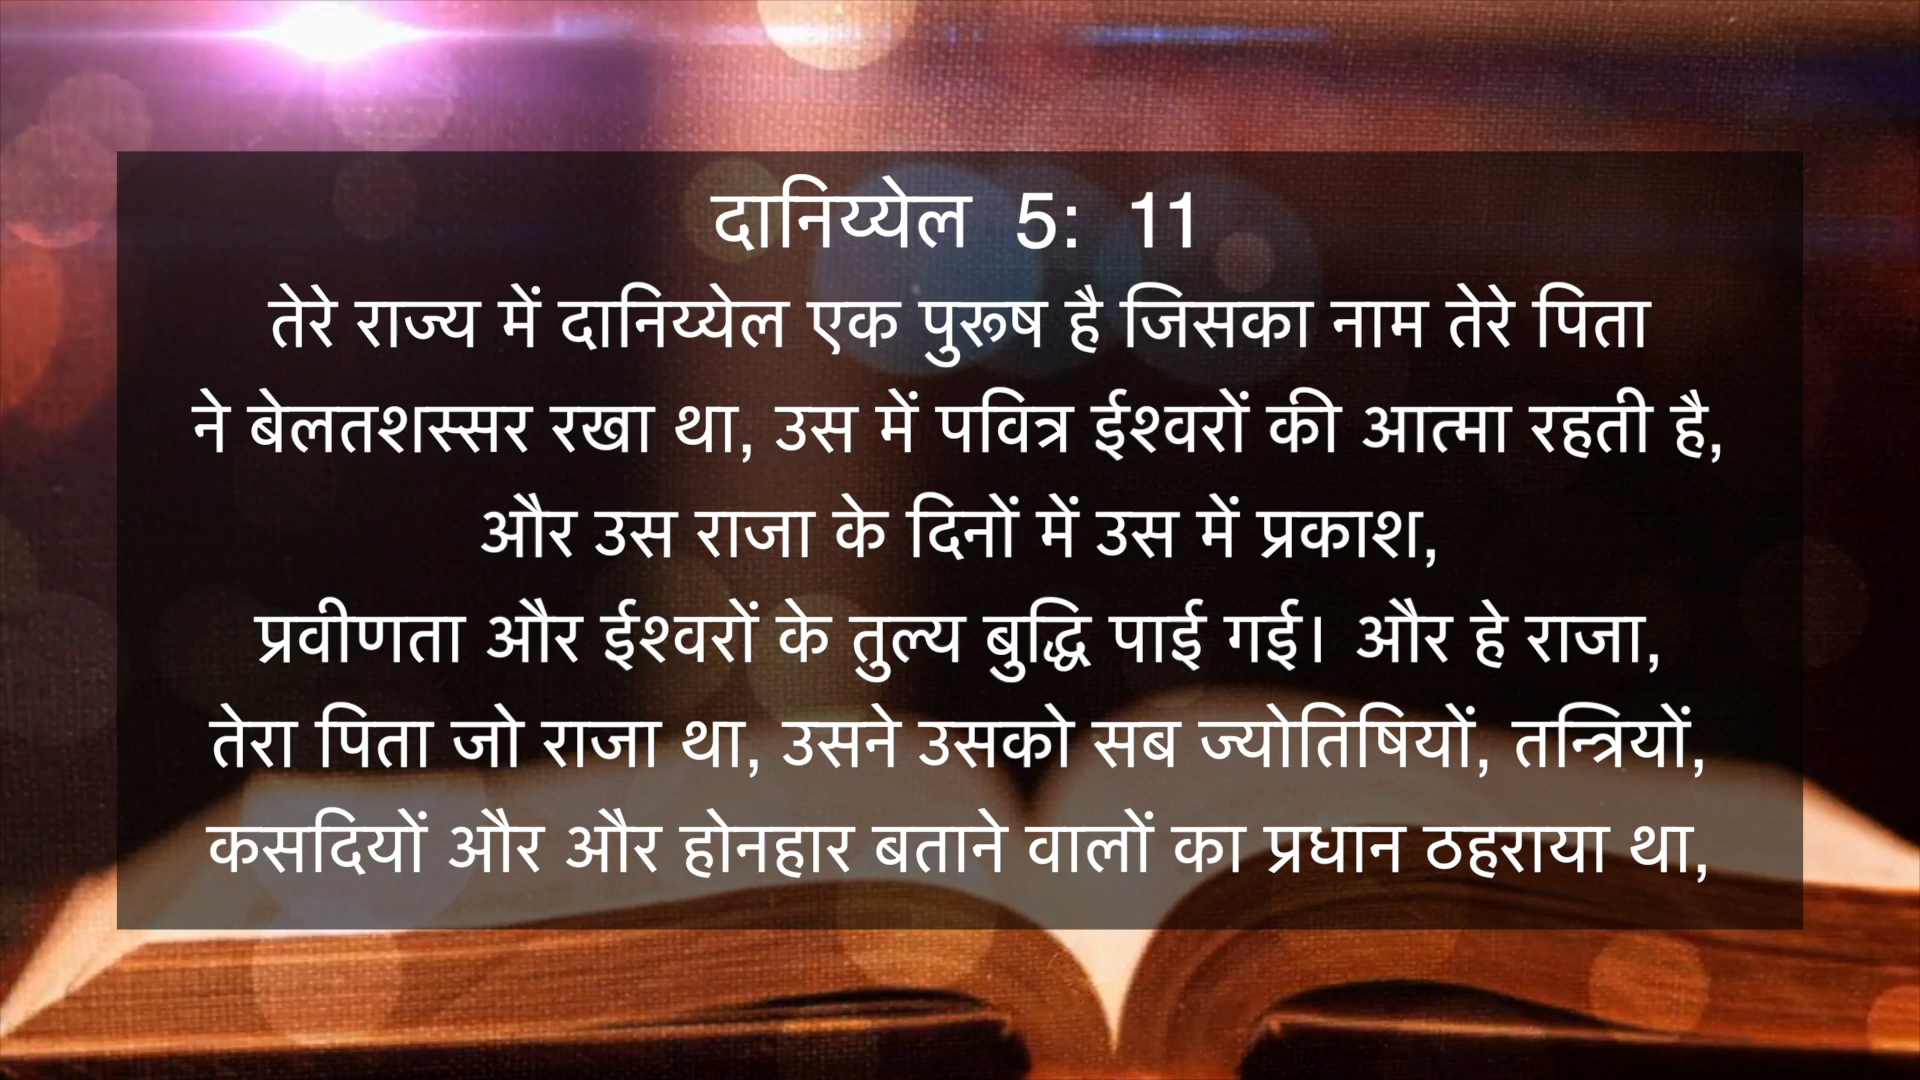 दानिय्येल 5: 11
तेरे राज्य में दानिय्येल एक पुरूष है जिसका नाम तेरे पिता
ने बेलतशस्सर रखा था, उस में पवित्र ईश्वरों की आत्मा रहती है,
और उस राजा के दिनों में उस में प्रकाश,
प्रवीणता और ईश्वरों के तुल्य बुद्धि पाई गई। और हे राजा,
तेरा पिता जो राजा था, उसने उसको सब ज्योतिषियों, तन्त्रियों,
कसदियों और और होनहार बताने वालों का प्रधान ठहराया था,